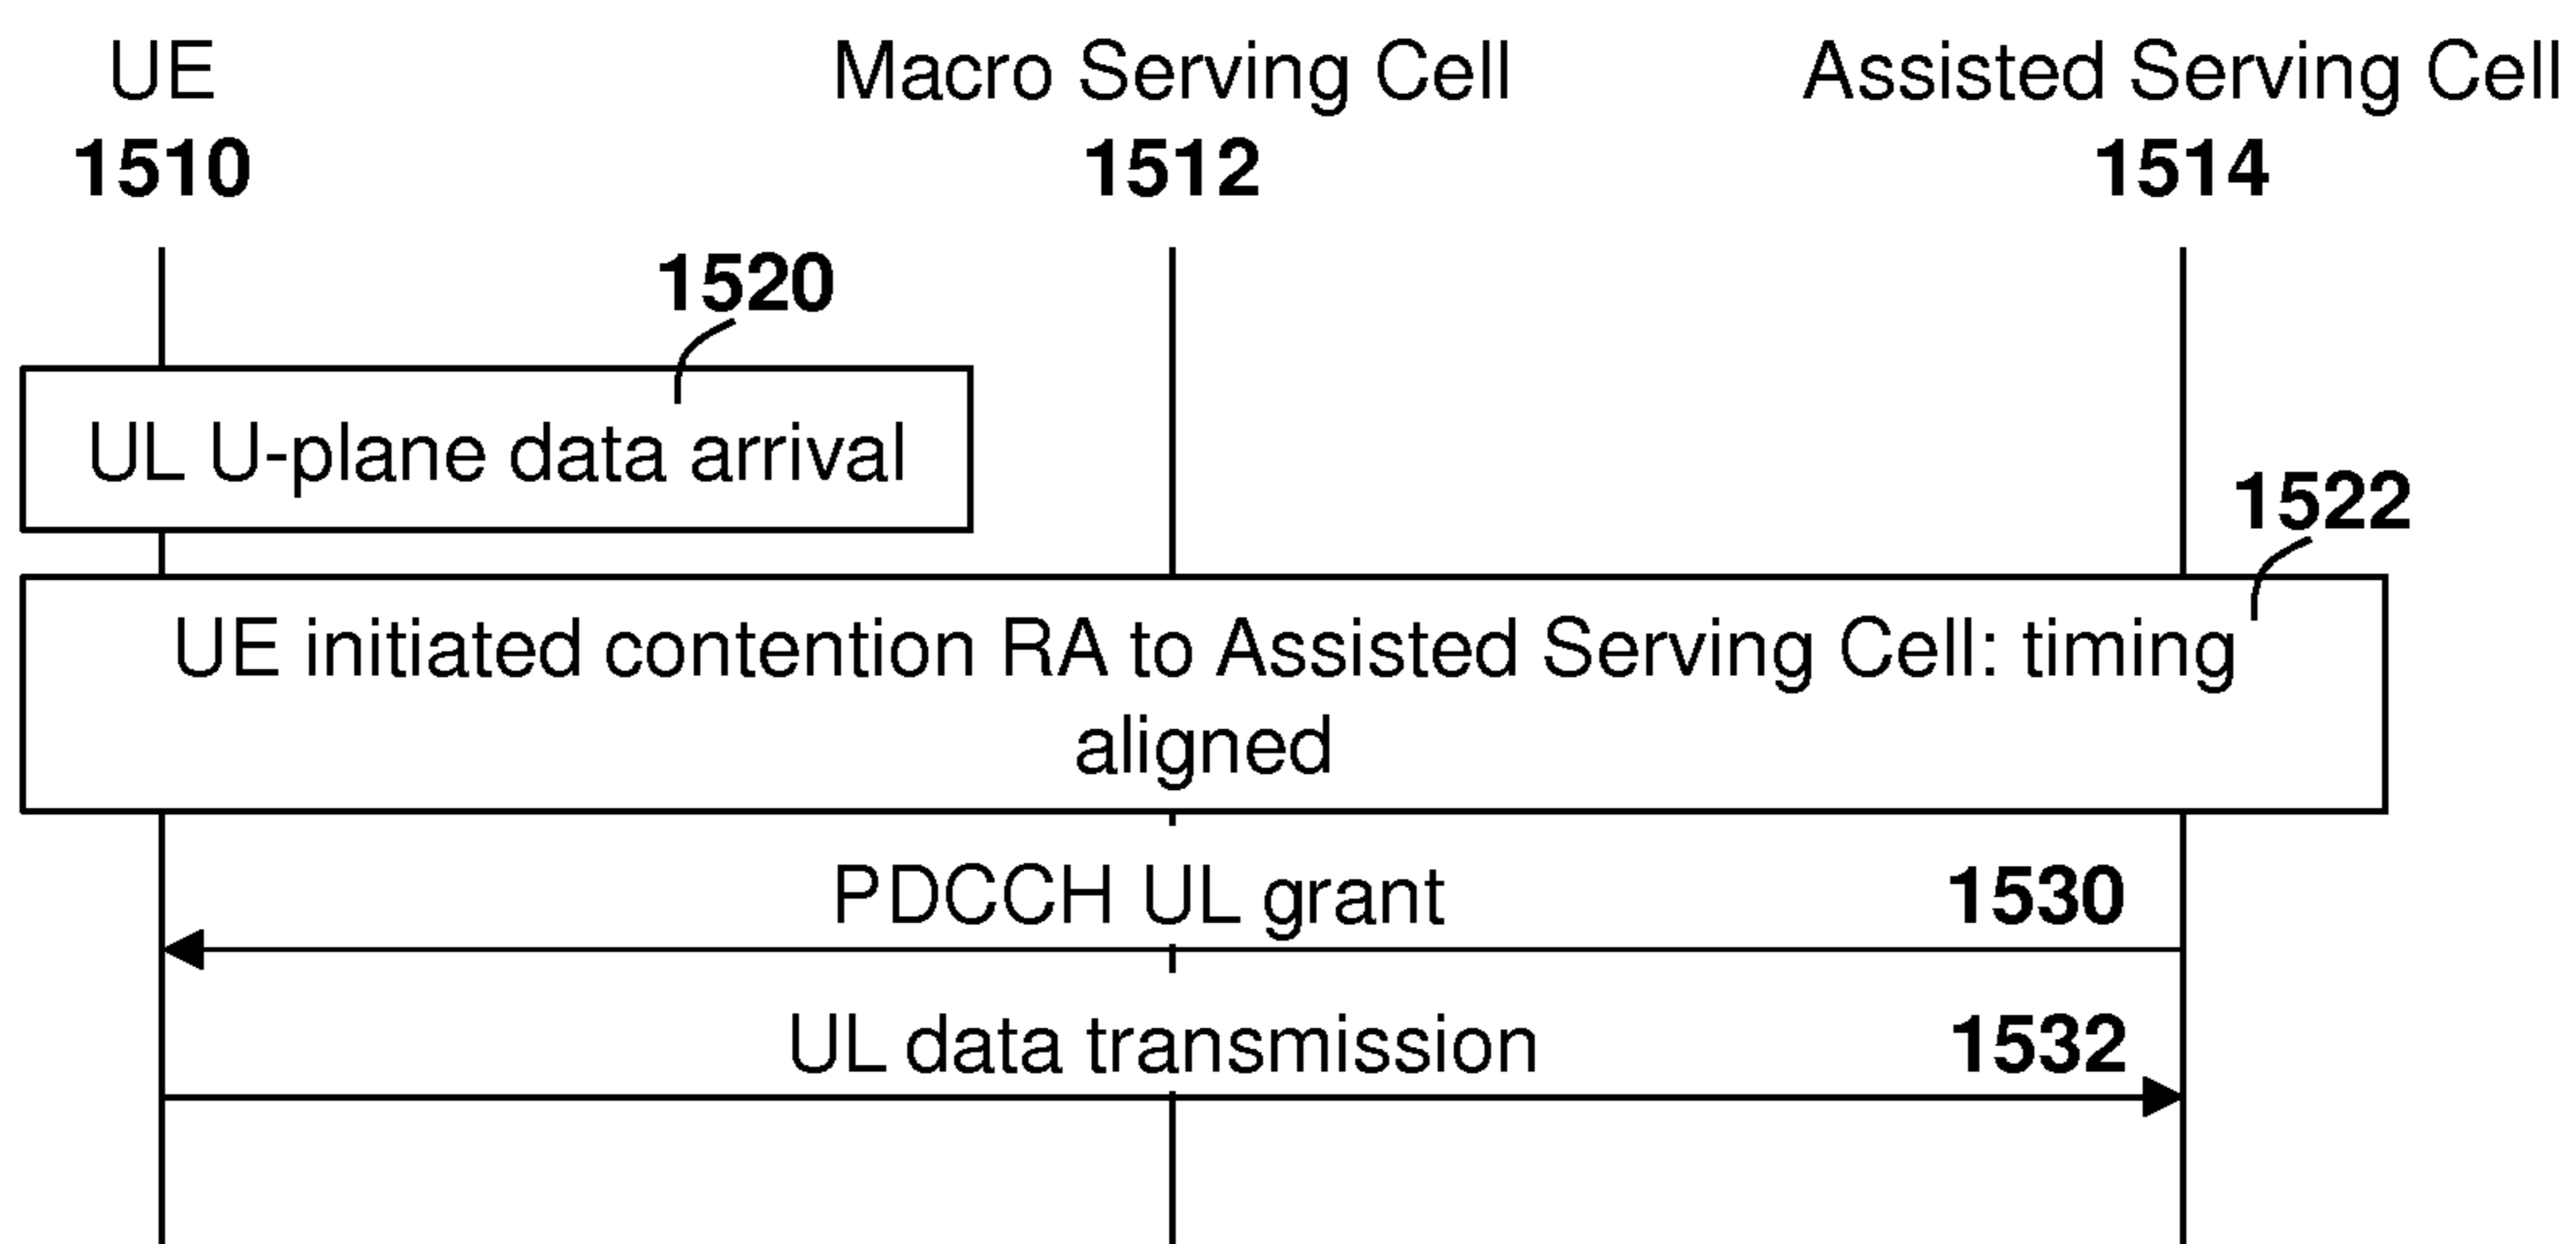 UE
1510
Macro Serving Cell
1512
Assisted Serving Cell
1514
1520
UL U-plane data arrival
1522
UE initiated contention RA to Assisted Serving Cell: timing
aligned
PDCCH UL grant
1530
UL data transmission
1532